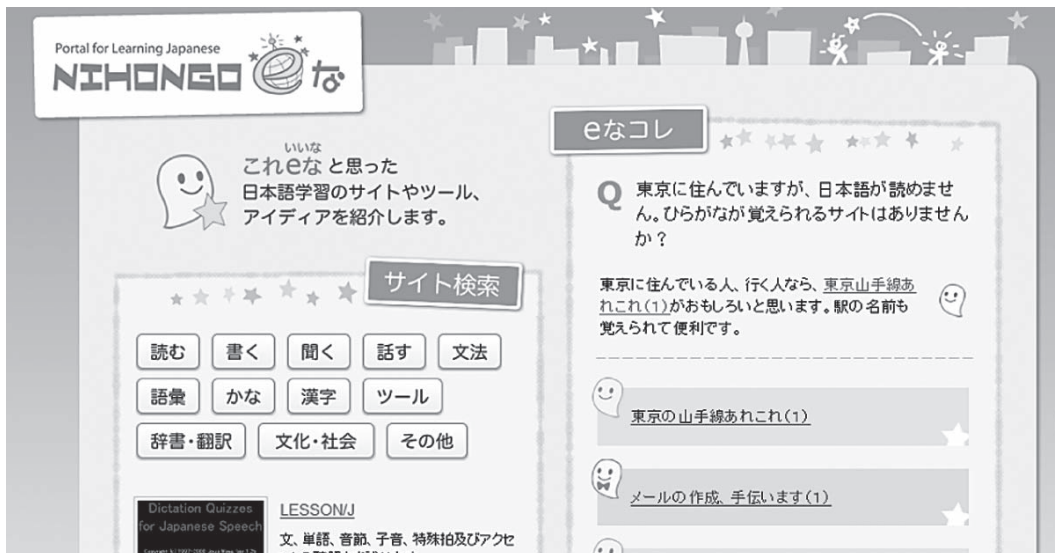 Portal for Learning Japanese
NIHONGO eな
いいな
これeなと思った
日本語学習のサイトやツール、
アイディアを紹介します。
サイト検索
読む 書く 聞く 話す 文法
語彙 かな 漢字 ツール
辞書・翻訳 文化・社会 その他
Dictation Quizzes
for Japanese Speech
LESSON/J
文、単語、音節、子音、特殊拍及びアクセ
eなコレ
Q 東京に住んでいますが、日本語が読めませ
ん。ひらがなが覚えられるサイトはありません
か？
東京に住んでいる人、行く人なら、東京山手線あ
れこれ(1)がおもしろいと思います。駅の名前も
覚えられて便利です。
東京の山手線あれこれ(1)
メールの作成、手伝います(1)